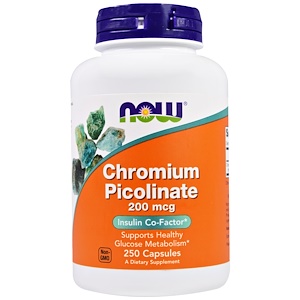 now
Chromium
Picolinate
200 mcg
Insulin Co-Factor*
Supports Healthy
Glucose Metabolism*
250 Capsules
A Dietary Supplement
Non-
GMO